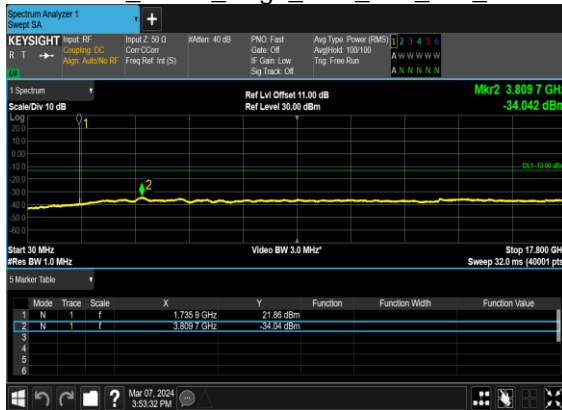 Spectrum Analyzer 1
Swept SA
+
KEYSIGHT
R T
Input: RF
Coupling: DC
Align: Auto/No RF
Input Z: 50 Ω
Corr CCorr
Freq Ref: Int (S)
#Atten: 40 dB
PNO: Fast
Gate: Off
IF Gain: Low
Sig Track: Off
Avg Type: Power (RMS)
Avg|Hold: 100/100
Trig: Free Run
1 2 3 4 5 6
A W W W W W
A N N N N N
1 Spectrum
Scale/Div 10 dB
Ref Lvl Offset 11.00 dB
Ref Level 30.00 dBm
Mkr2 3.809 7 GHz
-34.042 dBm
Log
20.0
10.0
0.00
-10.0
-20.0
-30.0
-40.0
-50.0
-60.0
1
2
DL1 -13.00 dBm
Start 30 MHz
#Res BW 1.0 MHz
Video BW 3.0 MHz*
Stop 17.800 GHz
Sweep 32.0 ms (40001 pts)
5 Marker Table
Mode Trace Scale X Y Function Function Width Function Value
1 N 1 f 1.735 9 GHz 21.86 dBm
2 N 1 f 3.809 7 GHz -34.04 dBm
3
4
5
6
?
Mar 07, 2024
3:53:32 PM